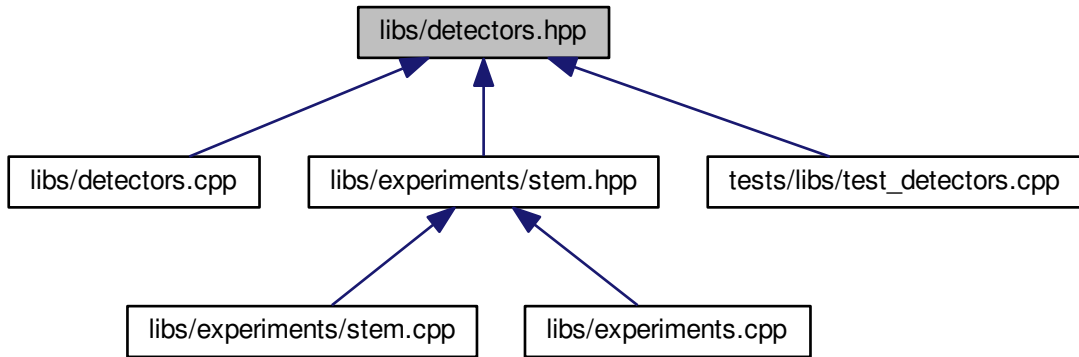 libs/detectors.hpp
libs/detectors.cpp
libs/experiments/stem.hpp
tests/libs/test_detectors.cpp
libs/experiments/stem.cpp
libs/experiments.cpp